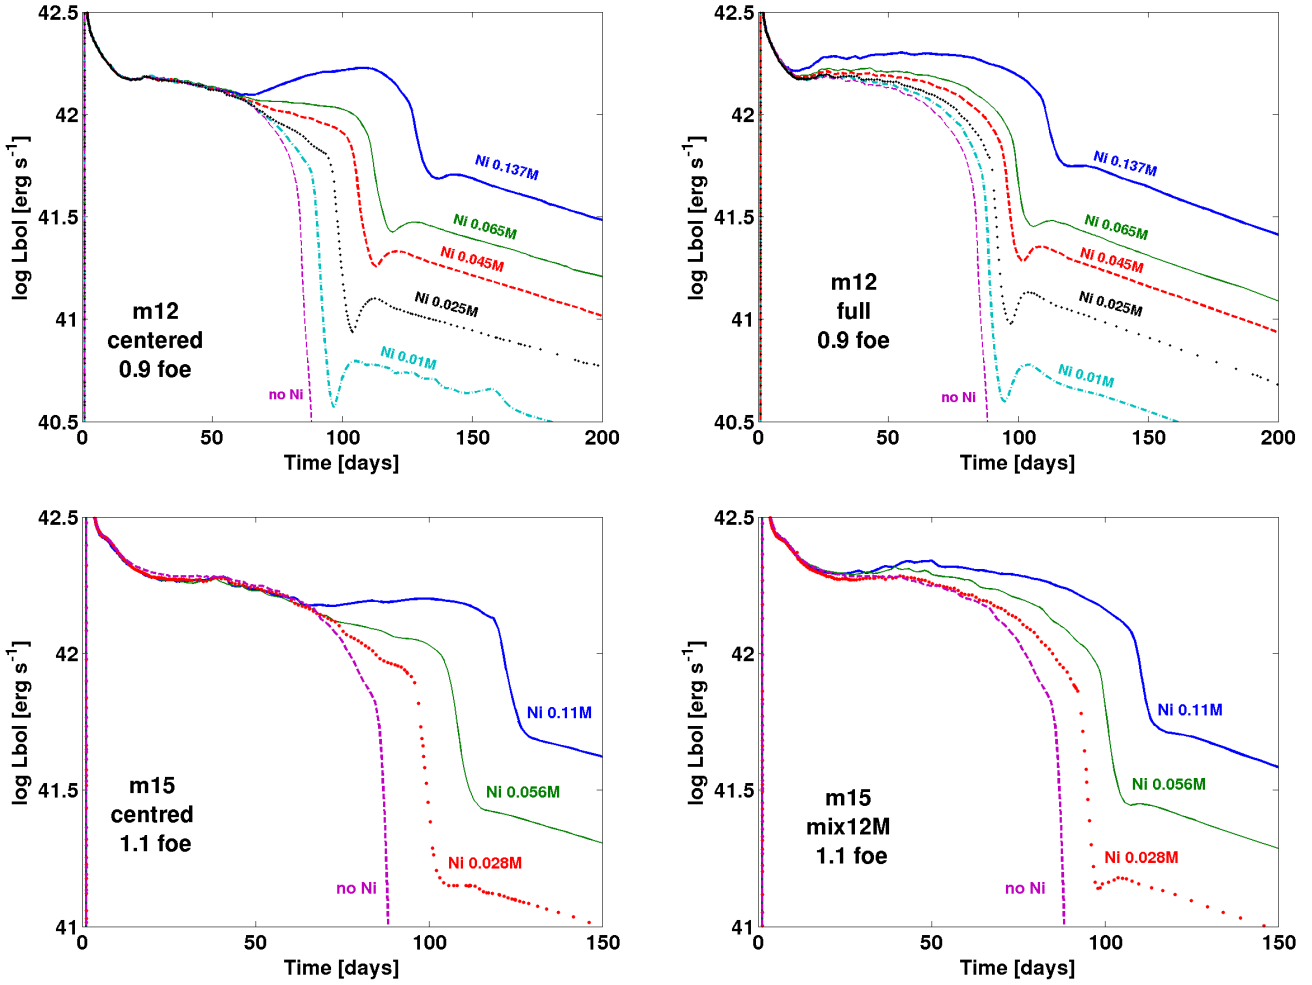 42.5
42
41.5
41
40.5
log Lbol [erg s⁻¹]
Ni 0.137M
Ni 0.065M
Ni 0.045M
Ni 0.025M
Ni 0.01M
no Ni
m12
centered
0.9 foe
0 50 100 150 200
Time [days]
42.5
42
41.5
41
40.5
log Lbol [erg s⁻¹]
Ni 0.137M
Ni 0.065M
Ni 0.045M
Ni 0.025M
Ni 0.01M
no Ni
m12
full
0.9 foe
0 50 100 150 200
Time [days]
42.5
42
41.5
41
log Lbol [erg s⁻¹]
Ni 0.11M
Ni 0.056M
Ni 0.028M
no Ni
m15
centred
1.1 foe
0 50 100 150
Time [days]
42.5
42
41.5
41
log Lbol [erg s⁻¹]
Ni 0.11M
Ni 0.056M
Ni 0.028M
no Ni
m15
mix12M
1.1 foe
0 50 100 150
Time [days]